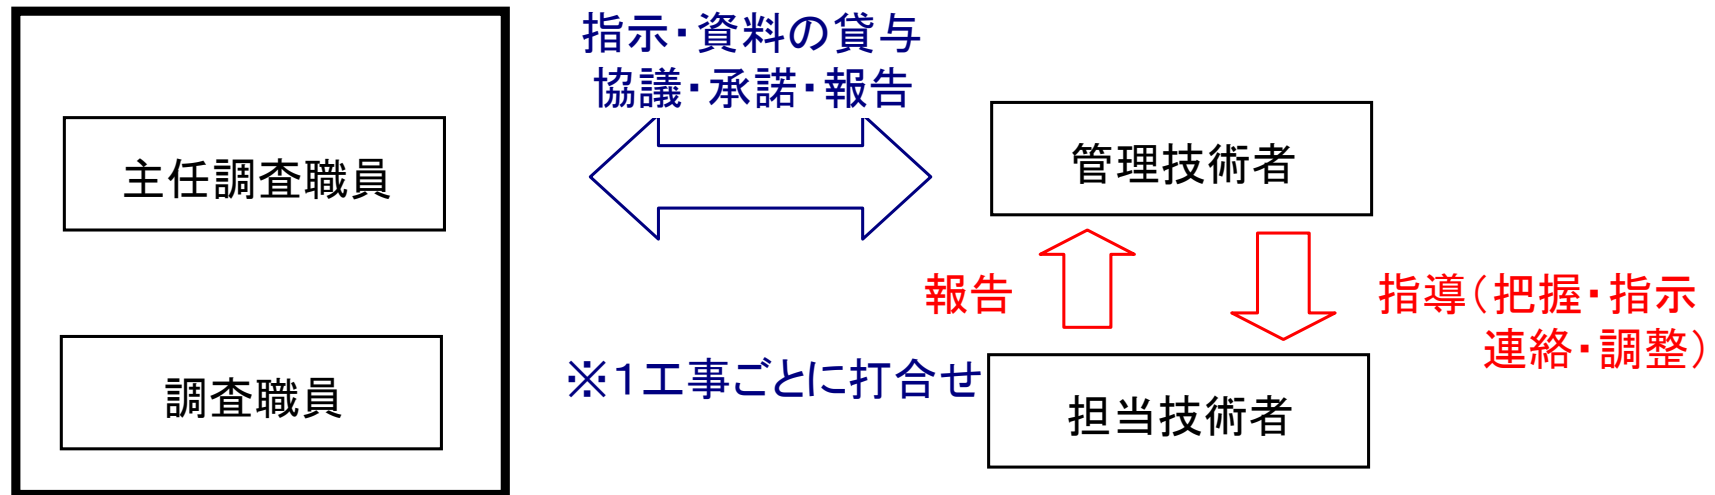 指示・資料の貸与
協議・承諾・報告
主任調査職員
管理技術者
報告
指導(把握・指示
連絡・調整)
調査職員
※1工事ごとに打合せ
担当技術者